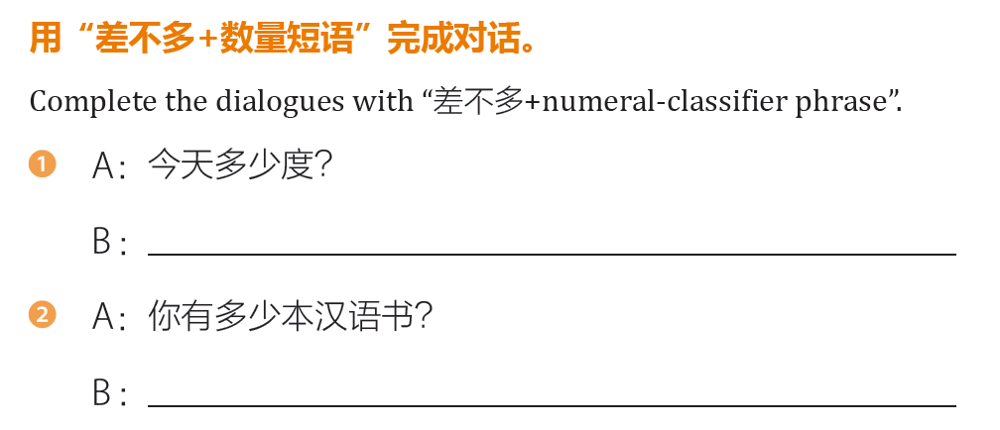 用“差不多+数量短语”完成对话。
Complete the dialogues with “差不多+numeral-classifier phrase”.
1 A：今天多少度？
B：
2 A：你有多少本汉语书？
B：